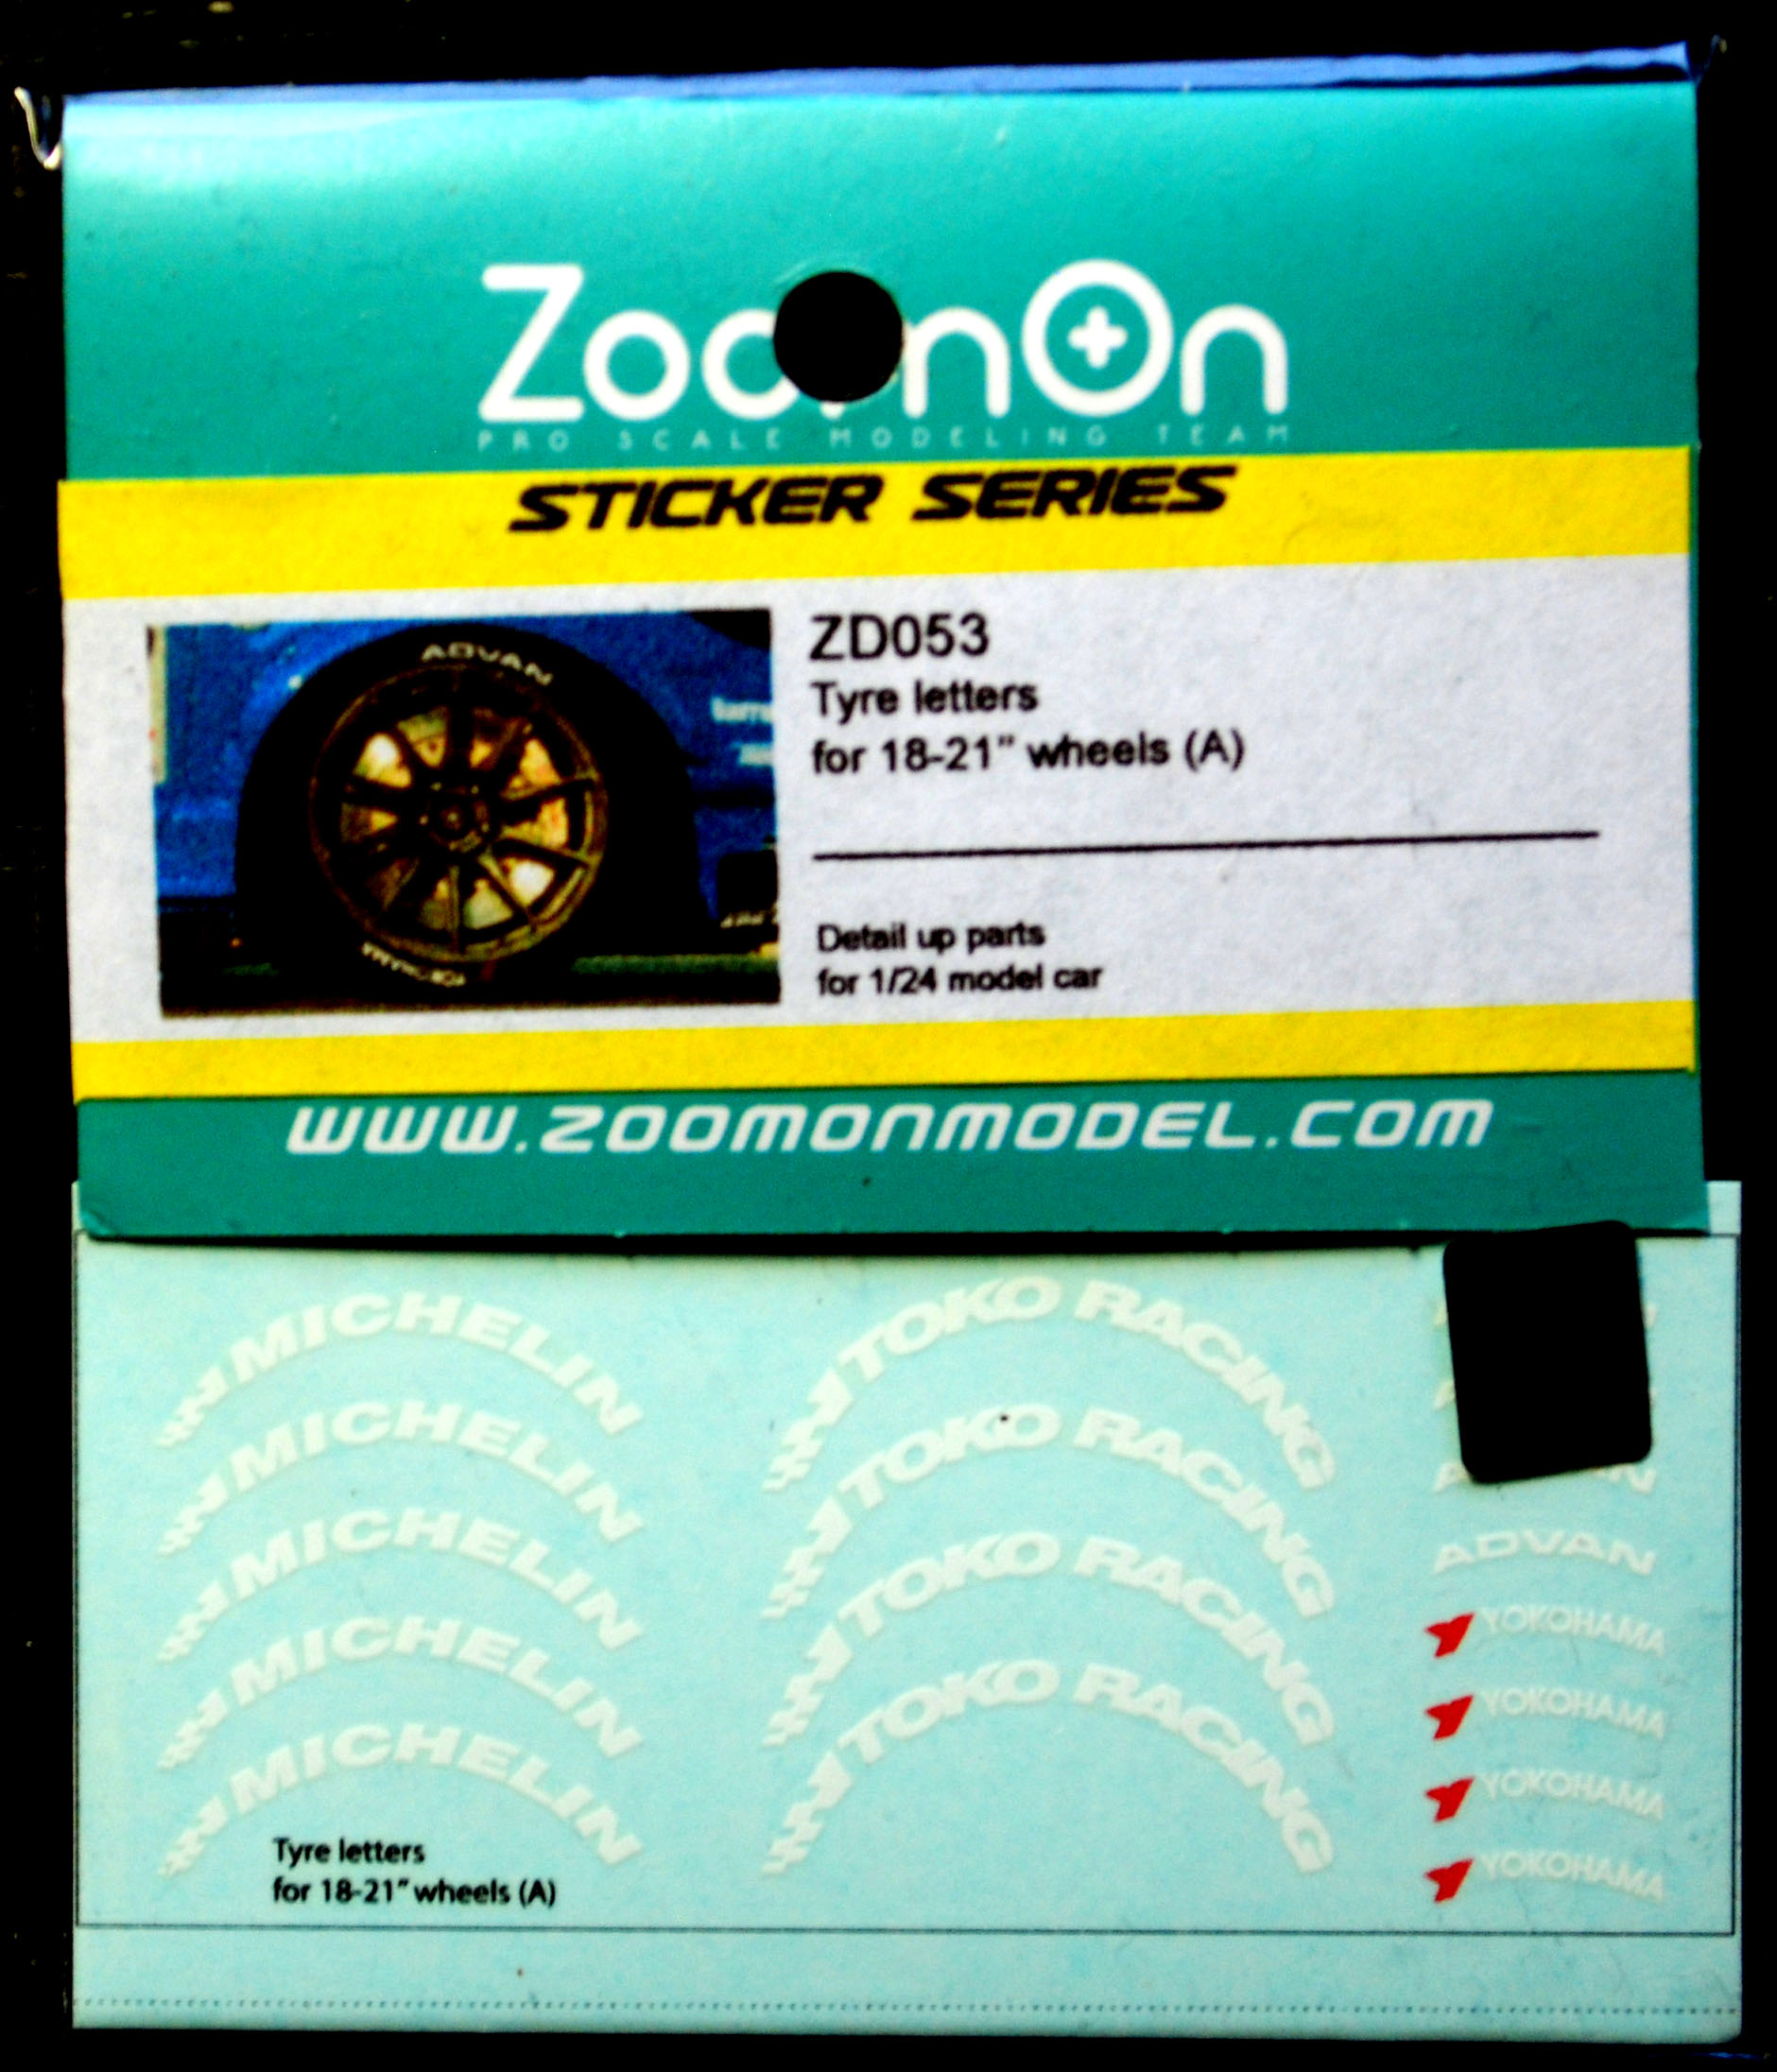 ZoomOn
PRO SCALE MODELING TEAM
STICKER SERIES
ADVAN
ZD053
Tyre letters
for 18-21" wheels (A)
Detail up parts
for 1/24 model car
WWW.ZOOMONMODEL.COM
MICHELIN
MICHELIN
MICHELIN
MICHELIN
MICHELIN
Tyre letters
for 18-21" wheels (A)
TOKO RACING
TOKO RACING
TOKO RACING
TOKO RACING
ADVAN
YOKOHAMA
YOKOHAMA
YOKOHAMA
YOKOHAMA